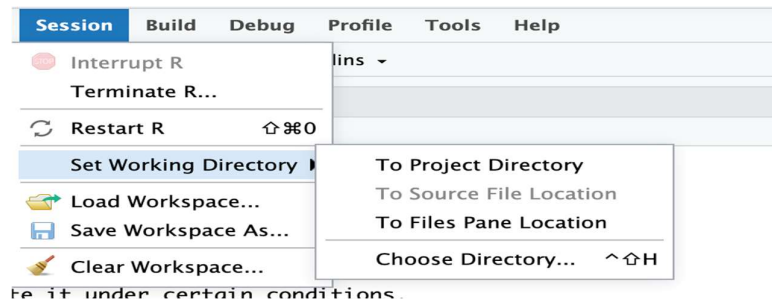 Session Build Debug Profile Tools Help
Interrupt R
lins
Terminate R...
Restart R ⇧⌘0
Set Working Directory
To Project Directory
To Source File Location
To Files Pane Location
Choose Directory... ^⇧H
Load Workspace...
Save Workspace As...
Clear Workspace...
te it under certain conditions.